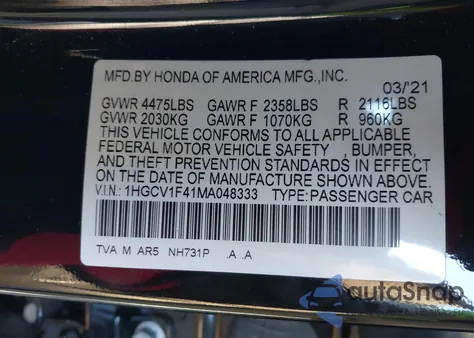 MFD.BY HONDA OF AMERICA MFG.,INC.
03/21
GVWR 4475LBS GAWR F 2358LBS R 2116LBS
GVWR 2030KG GAWR F 1070KG R 960KG
THIS VEHICLE CONFORMS TO ALL APPLICABLE
FEDERAL MOTOR VEHICLE SAFETY , BUMPER,
AND THEFT PREVENTION STANDARDS IN EFFECT
ON THE DATE OF MANUFACTURE SHOWN ABOVE.
V.I.N.: 1HGCV1F41MA048333 TYPE:PASSENGER CAR
TVA M AR5 NH731P .A .A
autoSnap